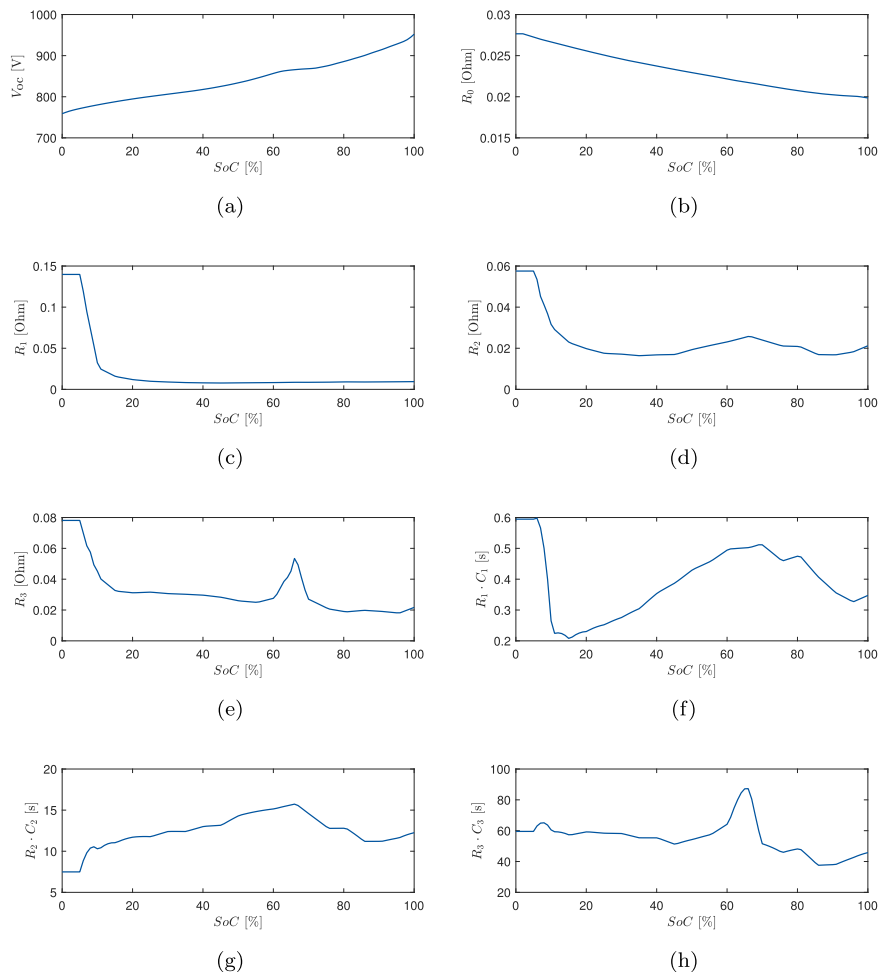 1000
900
800
700
V_OC [V]
0 20 40 60 80 100
SoC [%]
(a)
0.03
0.025
0.02
0.015
R_0 [Ohm]
0 20 40 60 80 100
SoC [%]
(b)
0.15
0.1
0.05
0
R_1 [Ohm]
0 20 40 60 80 100
SoC [%]
(c)
0.06
0.04
0.02
0
R_2 [Ohm]
0 20 40 60 80 100
SoC [%]
(d)
0.08
0.06
0.04
0.02
0
R_3 [Ohm]
0 20 40 60 80 100
SoC [%]
(e)
0.6
0.5
0.4
0.3
0.2
R_1 · C_1 [s]
0 20 40 60 80 100
SoC [%]
(f)
20
15
10
5
R_2 · C_2 [s]
0 20 40 60 80 100
SoC [%]
(g)
100
80
60
40
20
R_3 · C_3 [s]
0 20 40 60 80 100
SoC [%]
(h)